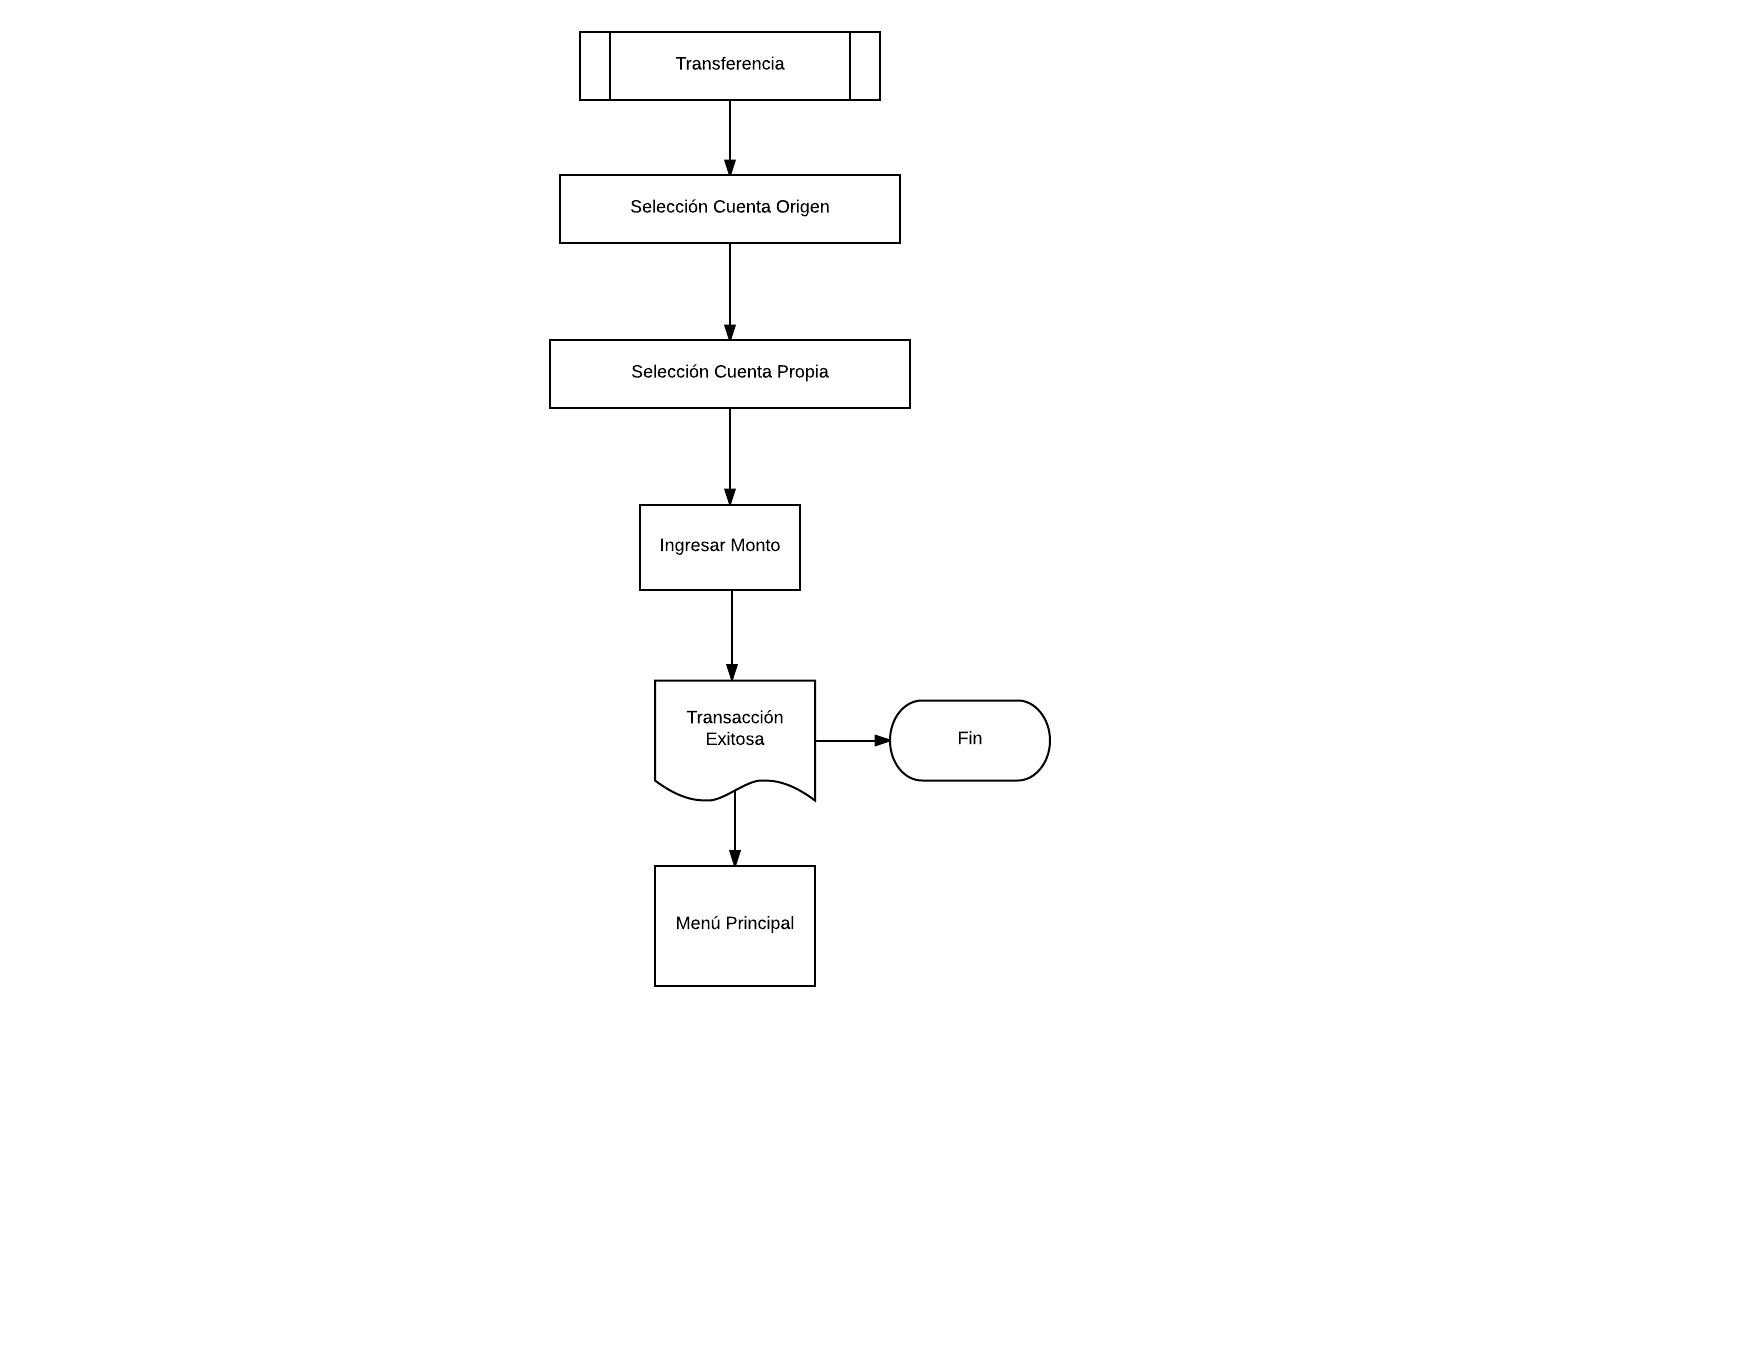 Transferencia
Selección Cuenta Origen
Selección Cuenta Propia
Ingresar Monto
Transacción
Exitosa
Fin
Menú Principal